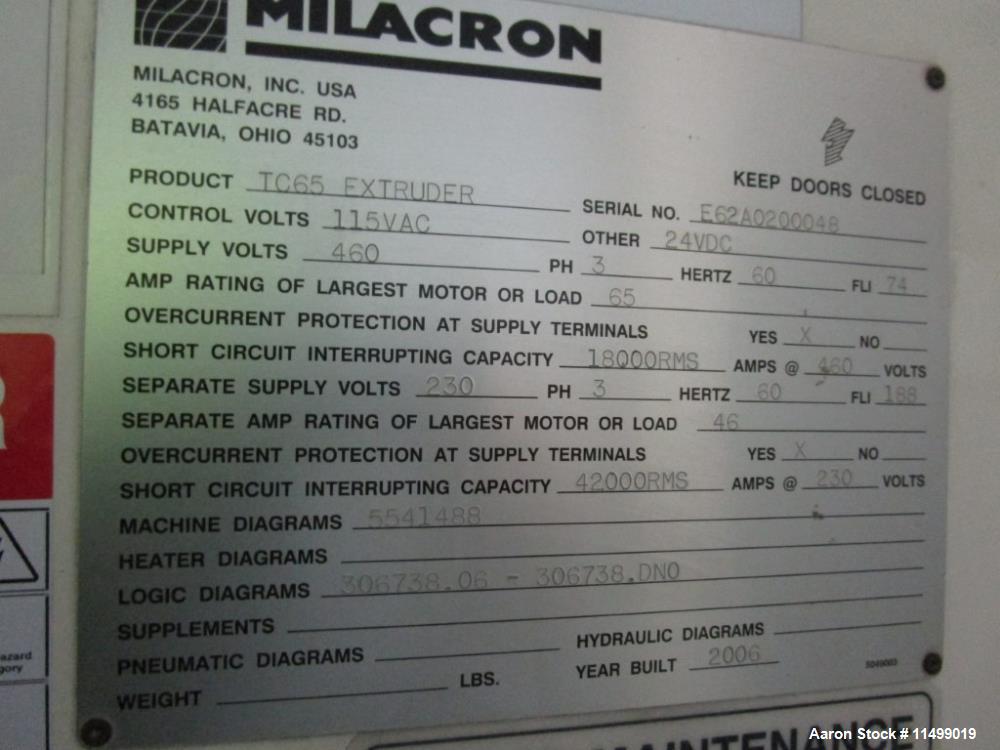 MILACRON
MILACRON, INC. USA
4165 HALFACRE RD.
BATAVIA, OHIO 45103
KEEP DOORS CLOSED
PRODUCT TC65 EXTRUDER SERIAL NO. E62A0200048
CONTROL VOLTS 115VAC OTHER 24VDC
SUPPLY VOLTS 460 PH 3 HERTZ 60 FLI 74
AMP RATING OF LARGEST MOTOR OR LOAD 65
OVERCURRENT PROTECTION AT SUPPLY TERMINALS YES X NO
SHORT CIRCUIT INTERRUPTING CAPACITY 18000RMS AMPS @ 460 VOLTS
SEPARATE SUPPLY VOLTS 230 PH 3 HERTZ 60 FLI 188
SEPARATE AMP RATING OF LARGEST MOTOR OR LOAD 46
OVERCURRENT PROTECTION AT SUPPLY TERMINALS YES X NO
SHORT CIRCUIT INTERRUPTING CAPACITY 42000RMS AMPS @ 230 VOLTS
MACHINE DIAGRAMS 5541488
HEATER DIAGRAMS
LOGIC DIAGRAMS 306738.06 - 306738.DNO
SUPPLEMENTS
HYDRAULIC DIAGRAMS
PNEUMATIC DIAGRAMS
YEAR BUILT 2006
WEIGHT LBS.
MAINTENANCE
Aaron Stock # 11499019